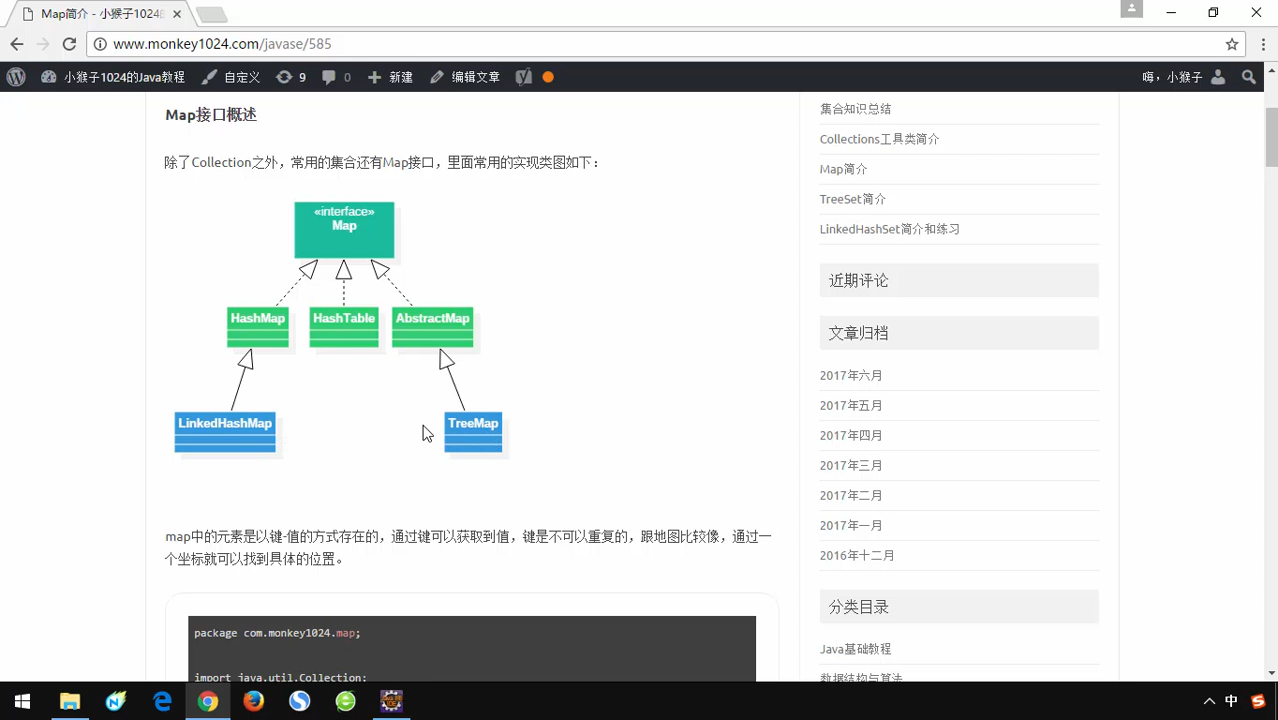 Map简介 - 小猴子1024的
www.monkey1024.com/javase/585
小猴子1024的Java教程 自定义 9 0 新建 编辑文章 嗨，小猴子
Map接口概述
除了Collection之外，常用的集合还有Map接口，里面常用的实现类图如下：
«interface»
Map
HashMap HashTable AbstractMap
LinkedHashMap TreeMap
map中的元素是以键-值的方式存在的，通过键可以获取到值，键是不可以重复的，跟地图比较像，通过一
个坐标就可以找到具体的位置。
package com.monkey1024.map;
import java.util.Collection;
集合知识总结
Collections工具类简介
Map简介
TreeSet简介
LinkedHashSet简介和练习
近期评论
文章归档
2017年六月
2017年五月
2017年四月
2017年三月
2017年二月
2017年一月
2016年十二月
分类目录
Java基础教程
数据结构与算法
中